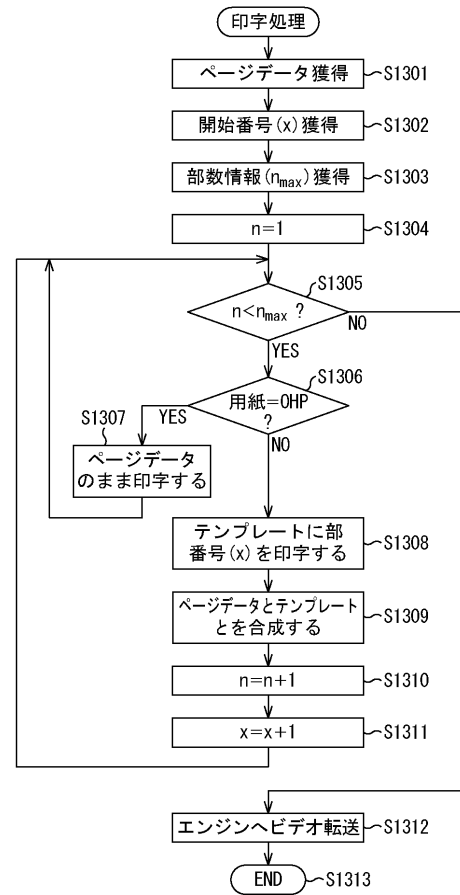 印字処理
ページデータ獲得
S1301
開始番号(x)獲得
S1302
部数情報(nmax)獲得
S1303
n=1
S1304
S1305
n<nmax ?
NO
YES
S1306
用紙=OHP
?
YES
NO
S1307
ページデータ
のまま印字する
テンプレートに部
番号(x)を印字する
S1308
ページデータとテンプレート
とを合成する
S1309
n=n+1
S1310
x=x+1
S1311
エンジンへビデオ転送
S1312
END
S1313